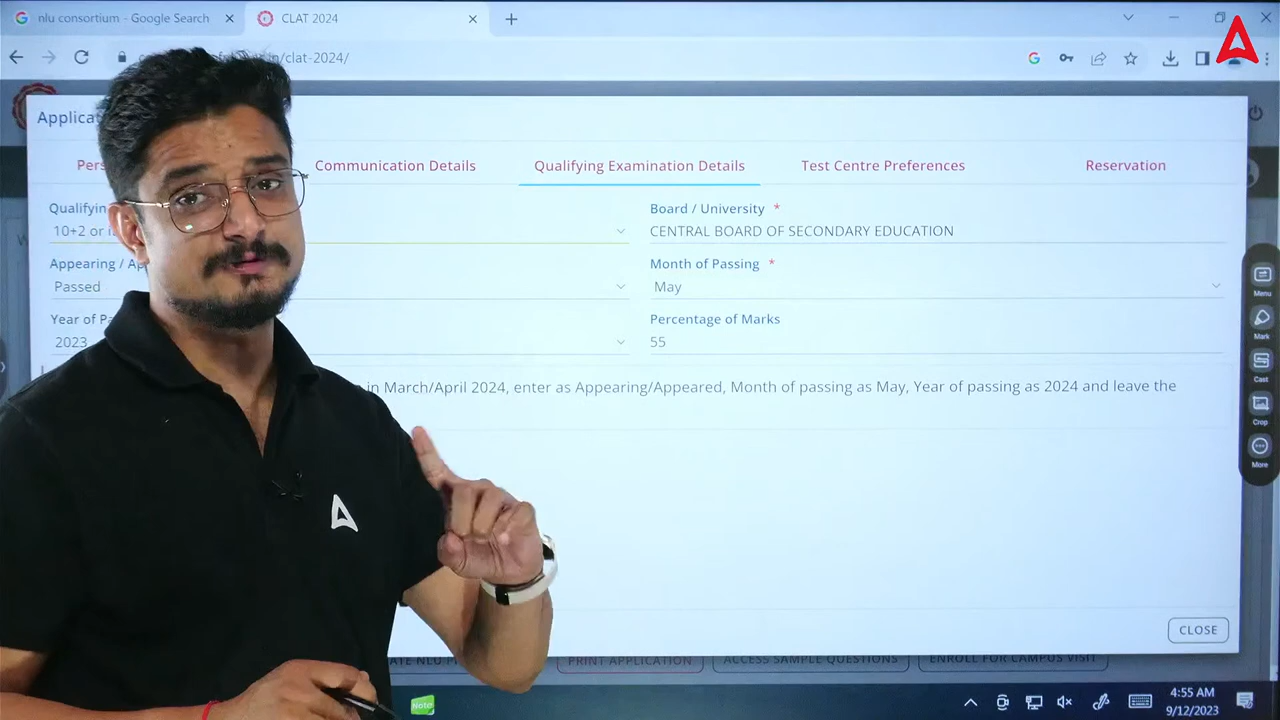 nlu consortium - Google Search
CLAT 2024
in/clat-2024/
Applica
Pers
Communication Details
Qualifying Examination Details
Test Centre Preferences
Reservation
Qualifyin
10+2 or
Board / University *
CENTRAL BOARD OF SECONDARY EDUCATION
Appearing / Ap
Passed
Month of Passing *
May
Year of Pa
2023
Percentage of Marks
55
in March/April 2024, enter as Appearing/Appeared, Month of passing as May, Year of passing as 2024 and leave the
CLOSE
PRINT APPLICATION
ACCESS SAMPLE QUESTIONS
ENROLL FOR CAMPUS VISIT
Menu
Mark
Cast
Crop
More
Note
4:55 AM
9/12/2023